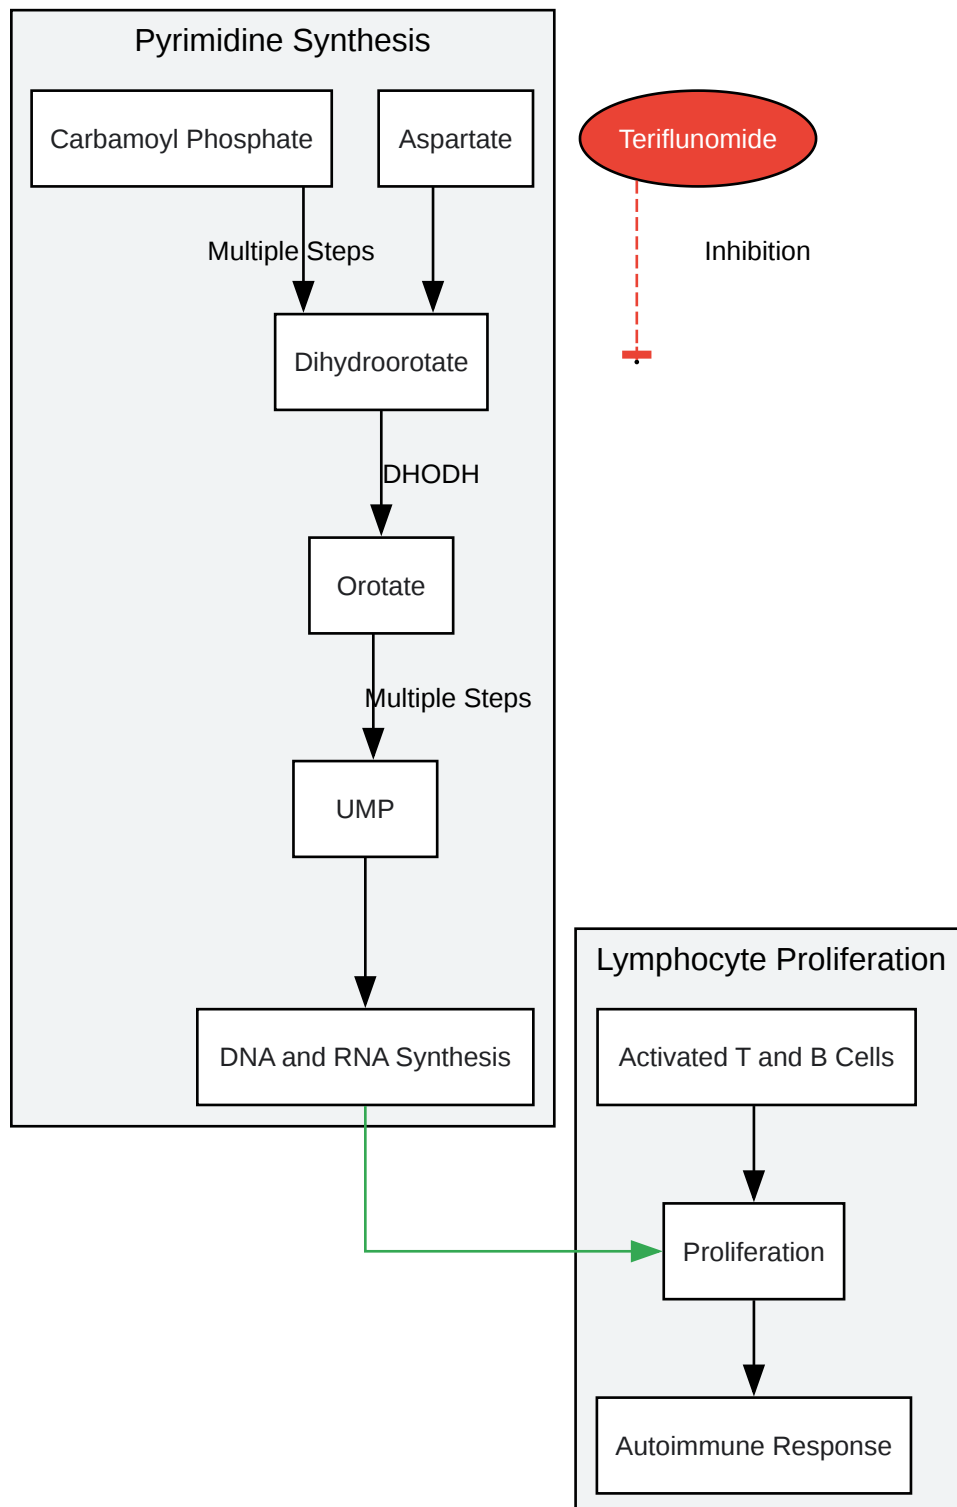 Pyrimidine Synthesis
Carbamoyl Phosphate
Aspartate
Teriflunomide
Multiple Steps
Inhibition
Dihydroorotate
DHODH
Orotate
Multiple Steps
UMP
Lymphocyte Proliferation
DNA and RNA Synthesis
Activated T and B Cells
Proliferation
Autoimmune Response